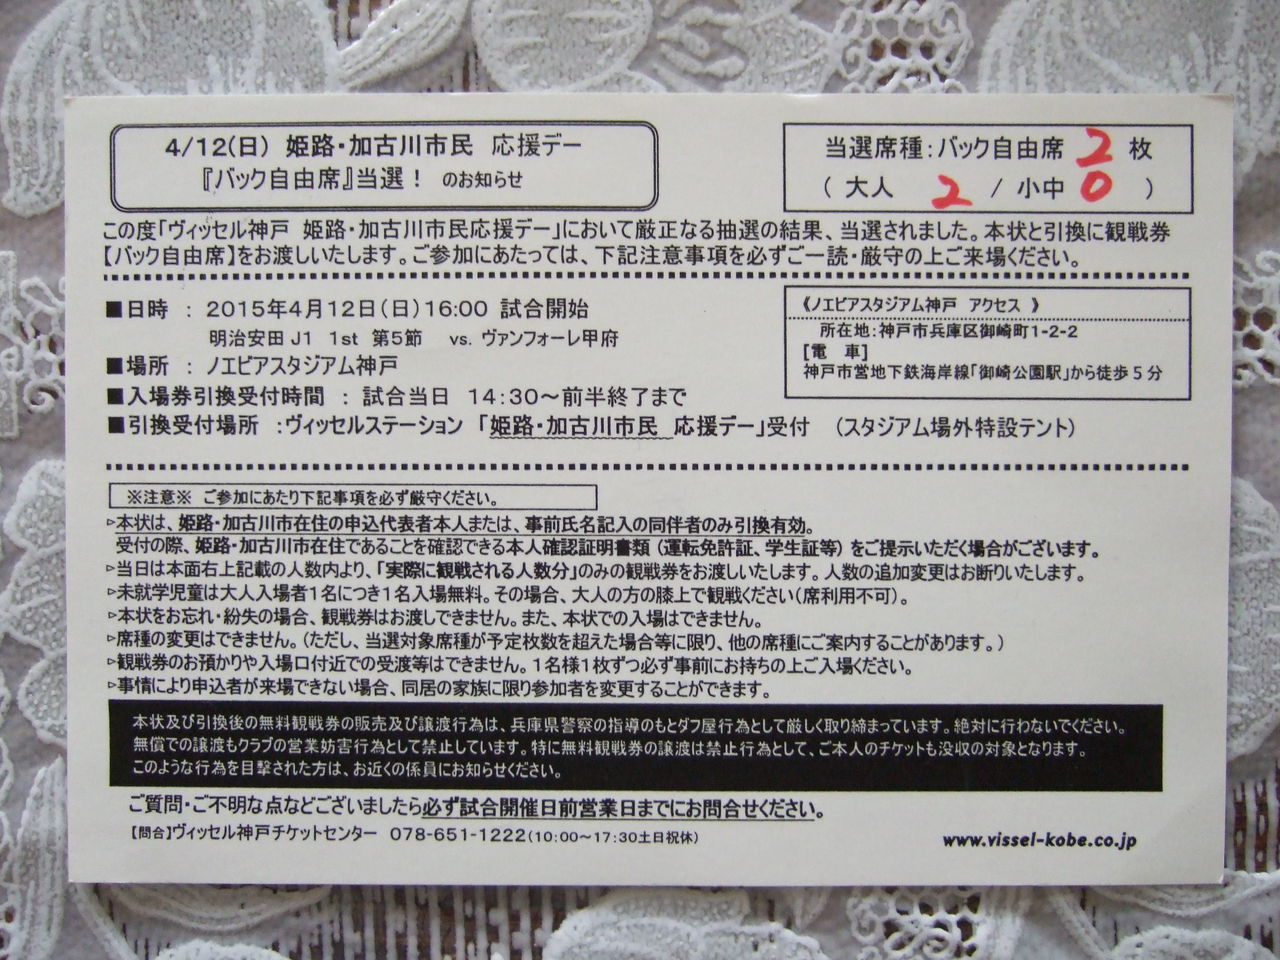 4/12(日) 姫路・加古川市民 応援デー
『バック自由席』当選! のお知らせ
当選席種:バック自由席 2 枚
( 大人 2 / 小中 0 )
この度「ヴィッセル神戸 姫路・加古川市民応援デー」において厳正なる抽選の結果、当選されました。本状と引換に観戦券
【バック自由席】をお渡しいたします。ご参加にあたっては、下記注意事項を必ずご一読・厳守の上ご来場ください。
■日時 : 2015年4月12日(日)16:00 試合開始
明治安田J1 1st 第5節 vs. ヴァンフォーレ甲府
■場所 : ノエビアスタジアム神戸
■入場券引換受付時間 : 試合当日 14:30～前半終了まで
■引換受付場所 :ヴィッセルステーション 「姫路・加古川市民 応援デー」受付 (スタジアム場外特設テント)
《ノエビアスタジアム神戸 アクセス 》
所在地:神戸市兵庫区御崎町1-2-2
[電 車]
神戸市営地下鉄海岸線「御崎公園駅」から徒歩5分
※注意※ ご参加にあたり下記事項を必ず厳守ください。
▷本状は、姫路・加古川市在住の申込代表者本人または、事前氏名記入の同伴者のみ引換有効。
受付の際、姫路・加古川市在住であることを確認できる本人確認証明書類(運転免許証、学生証等)をご提示いただく場合がございます。
▷当日は本面右上記載の人数内より、「実際に観戦される人数分」のみの観戦券をお渡しいたします。人数の追加変更はお断りいたします。
▷未就学児童は大人入場者1名につき1名入場無料。その場合、大人の方の膝上で観戦ください(席利用不可)。
▷本状をお忘れ・紛失の場合、観戦券はお渡しできません。また、本状での入場はできません。
▷席種の変更はできません。(ただし、当選対象席種が予定枚数を超えた場合等に限り、他の席種にご案内することがあります。)
▷観戦券のお預かりや入場口付近での受渡等はできません。1名様1枚ずつ必ず事前にお持ちの上ご入場ください。
▷事情により申込者が来場できない場合、同居の家族に限り参加者を変更することができます。
本状及び引換後の無料観戦券の販売及び譲渡行為は、兵庫県警察の指導のもとダフ屋行為として厳しく取り締まっています。絶対に行わないでください。
無償での譲渡もクラブの営業妨害行為として禁止しています。特に無料観戦券の譲渡は禁止行為として、ご本人のチケットも没収の対象となります。
このような行為を目撃された方は、お近くの係員にお知らせください。
ご質問・ご不明な点などございましたら必ず試合開催日前営業日までにお問合せください。
【問合】ヴィッセル神戸チケットセンター 078-651-1222(10:00～17:30土日祝休)
www.vissel-kobe.co.jp